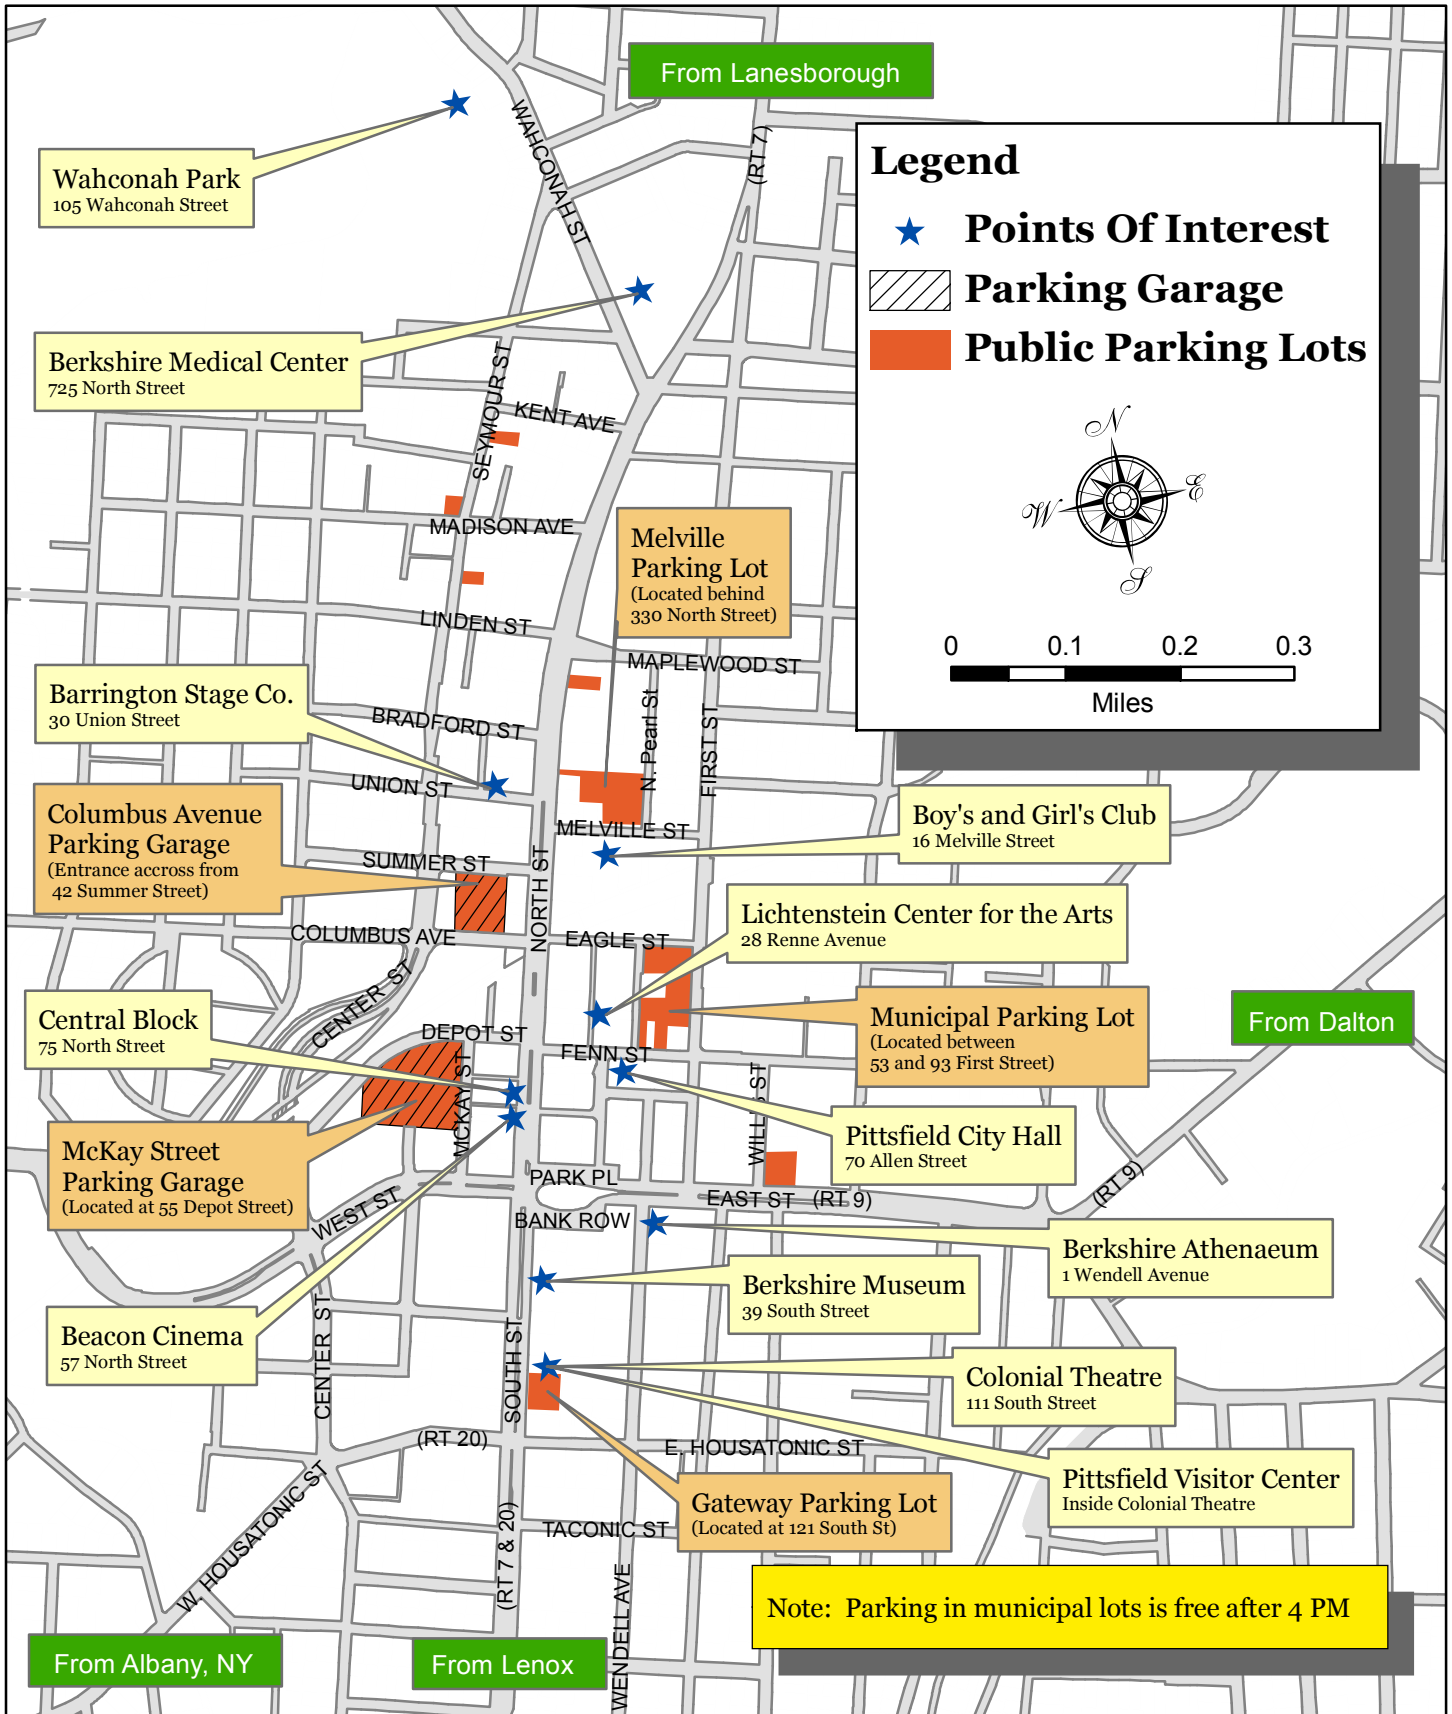 From Lanesborough
WAHCONAH ST
(RT 7)
Wahconah Park
105 Wahconah Street
Legend
Points Of Interest
Parking Garage
Public Parking Lots
N
E
W
S
0 0.1 0.2 0.3
Miles
Berkshire Medical Center
725 North Street
SEYMOUR ST
KENT AVE
MADISON AVE
Melville
Parking Lot
(Located behind
330 North Street)
LINDEN ST
MAPLEWOOD ST
Barrington Stage Co.
30 Union Street
BRADFORD ST
N. Pearl St
FIRST ST
UNION ST
Columbus Avenue
Parking Garage
(Entrance accross from
42 Summer Street)
MELVILLE ST
Boy's and Girl's Club
16 Melville Street
SUMMER ST
NORTH ST
Lichtenstein Center for the Arts
28 Renne Avenue
COLUMBUS AVE
EAGLE ST
CENTER ST
Central Block
75 North Street
DEPOT ST
FENN ST
Municipal Parking Lot
(Located between
53 and 93 First Street)
From Dalton
MCKAY ST
WILLIS ST
Pittsfield City Hall
70 Allen Street
McKay Street
Parking Garage
(Located at 55 Depot Street)
PARK PL
EAST ST (RT 9)
(RT 9)
WEST ST
BANK ROW
Berkshire Athenaeum
1 Wendell Avenue
Berkshire Museum
39 South Street
Beacon Cinema
57 North Street
CENTER ST
SOUTH ST
Colonial Theatre
111 South Street
(RT 20)
E. HOUSATONIC ST
Pittsfield Visitor Center
Inside Colonial Theatre
Gateway Parking Lot
(Located at 121 South St)
W. HOUSATONIC ST
(RT 7 & 20)
TACONIC ST
WENDELL AVE
Note: Parking in municipal lots is free after 4 PM
From Albany, NY
From Lenox